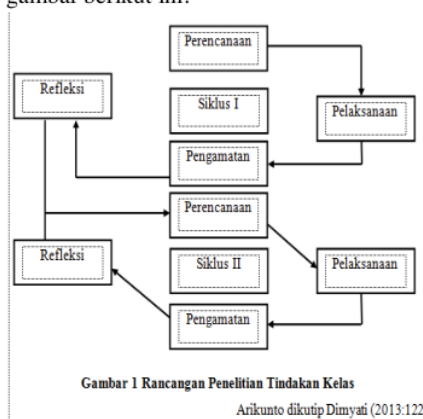 gambar berikut ini:
Perencanaan
Refleksi
Siklus I
Pelaksanaan
Pengamatan
Perencanaan
Refleksi
Siklus II
Pelaksanaan
Pengamatan
Gambar 1 Rancangan Penelitian Tindakan Kelas
Arikunto dikutip Dimyati (2013:122